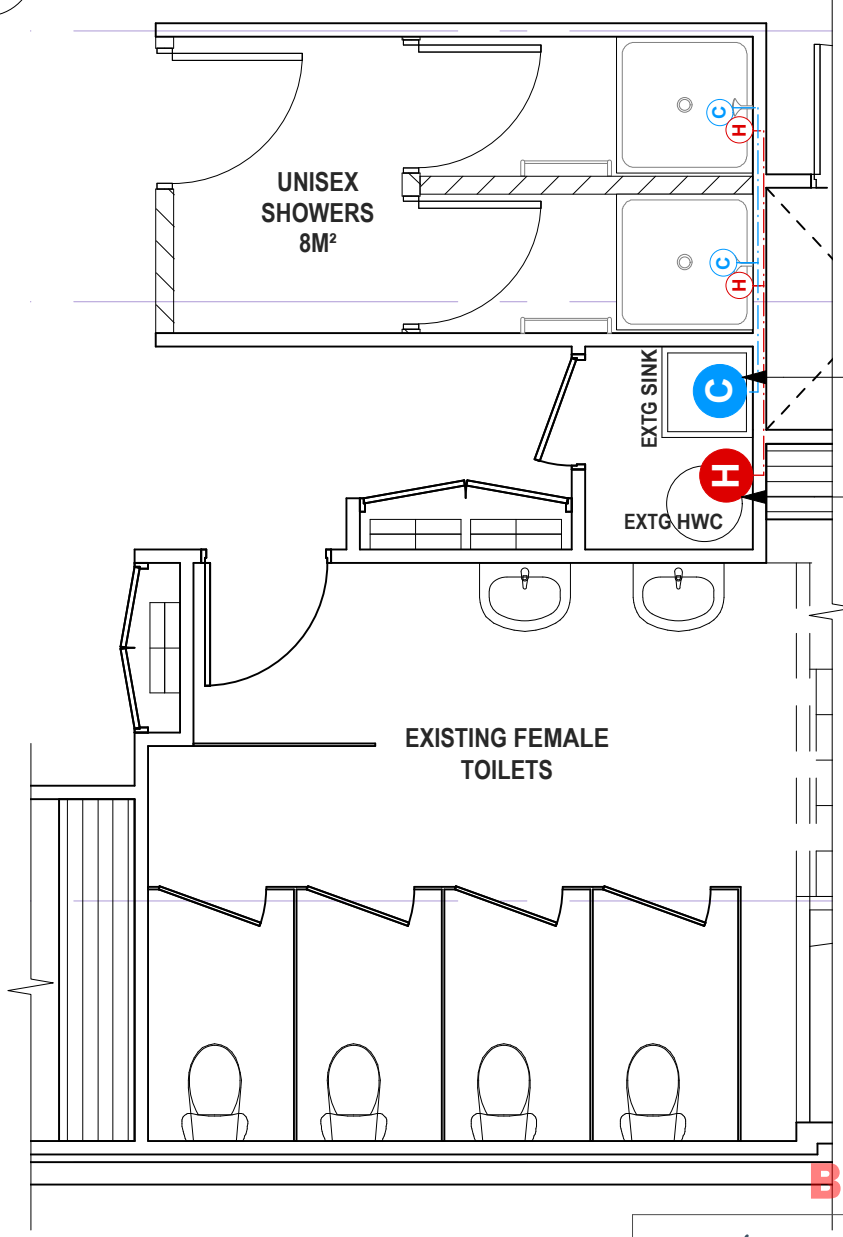 C
H
UNISEX
SHOWERS
8M²
C
H
EXTG SINK
C
H
EXTG HWC
EXISTING FEMALE
TOILETS
B